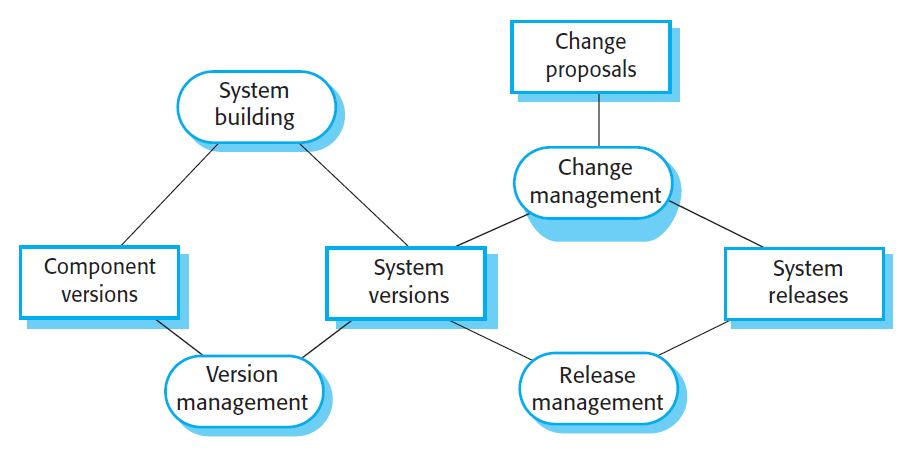 Change
proposals
System
building
Change
management
Component
versions
System
versions
System
releases
Version
management
Release
management